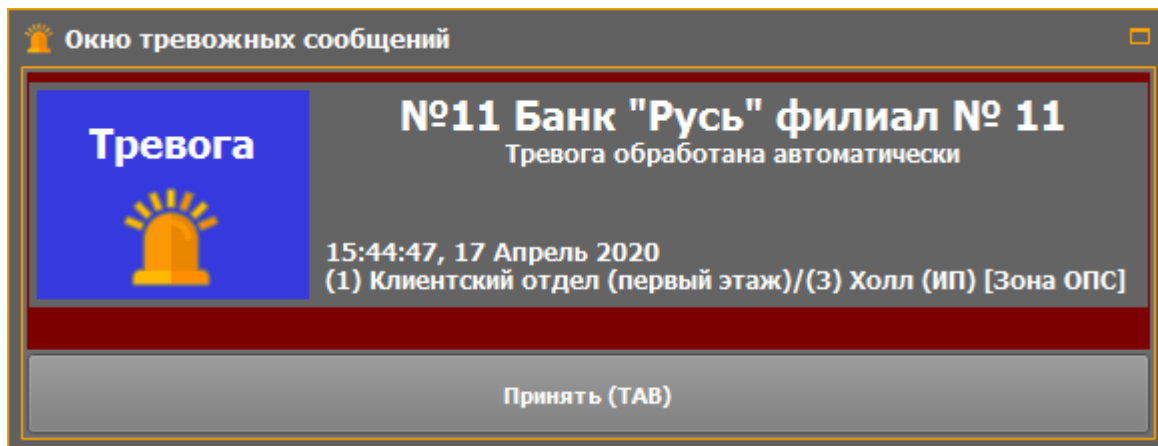 Окно тревожных сообщений
Тревога
№11 Банк "Русь" филиал № 11
Тревога обработана автоматически
15:44:47, 17 Апрель 2020
(1) Клиентский отдел (первый этаж)/(3) Холл (ИП) [Зона ОПС]
Принять (TAB)